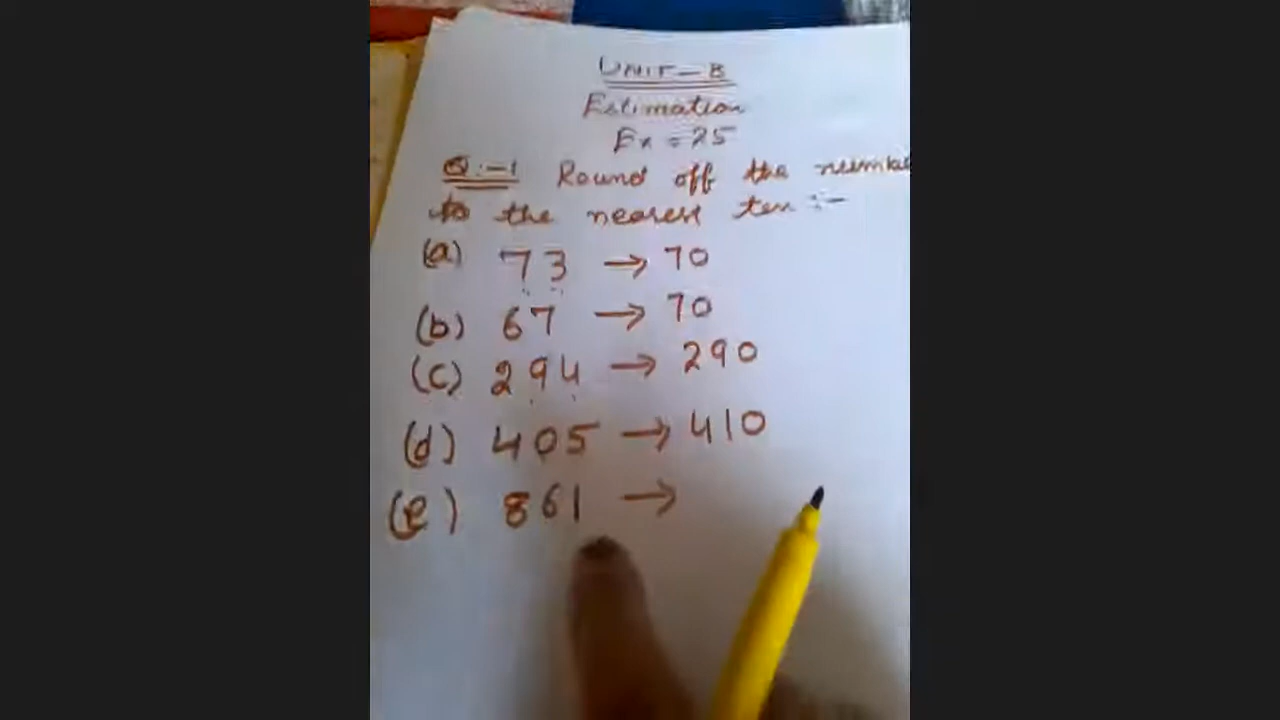 UNIT - 8
Estimation
Ex = 25
Q:-1 Round off the
to the nearest ten :-
(a) 73 → 70
(b) 67 → 70
(c) 294 → 290
(d) 405 → 410
(e) 861 →